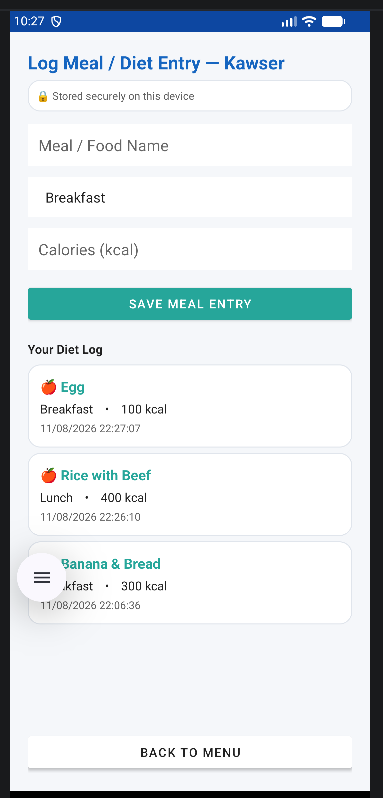 10:27
Log Meal / Diet Entry — Kawser
🔒 Stored securely on this device
Meal / Food Name
Breakfast
Calories (kcal)
SAVE MEAL ENTRY
Your Diet Log
🍎 Egg
Breakfast • 100 kcal
11/08/2026 22:27:07
🍎 Rice with Beef
Lunch • 400 kcal
11/08/2026 22:26:10
Banana & Bread
kfast • 300 kcal
11/08/2026 22:06:36
BACK TO MENU